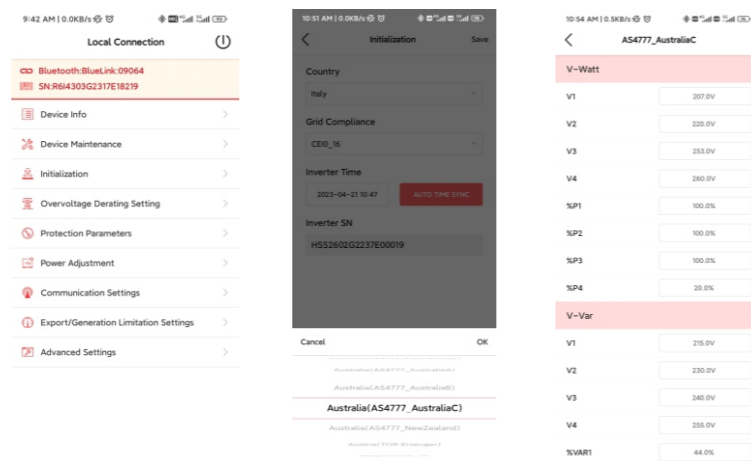 9:42 AM | 0.0KB/s
Local Connection
Bluetooth:BlueLink:09064
SN:R6I4303G2317E18219
Device Info
Device Maintenance
Initialization
Overvoltage Derating Setting
Protection Parameters
Power Adjustment
Communication Settings
Export/Generation Limitation Settings
Advanced Settings
10:51 AM | 0.0KB/s
Initialization Save
Country
Italy
Grid Compliance
CEI0_16
Inverter Time
2023-04-21 10:47 AUTO TIME SYNC
Inverter SN
HSS2602G2237E00019
Cancel OK
Australia(AS4777_AustraliaA)
Australia(AS4777_AustraliaB)
Australia(AS4777_AustraliaC)
Australia(AS4777_NewZealand)
10:54 AM | 0.5KB/s
AS4777_AustraliaC
V-Watt
V1 207.0V
V2 220.0V
V3 253.0V
V4 260.0V
%P1 100.0%
%P2 100.0%
%P3 100.0%
%P4 20.0%
V-Var
V1 215.0V
V2 230.0V
V3 240.0V
V4 255.0V
%VAR1 44.0%